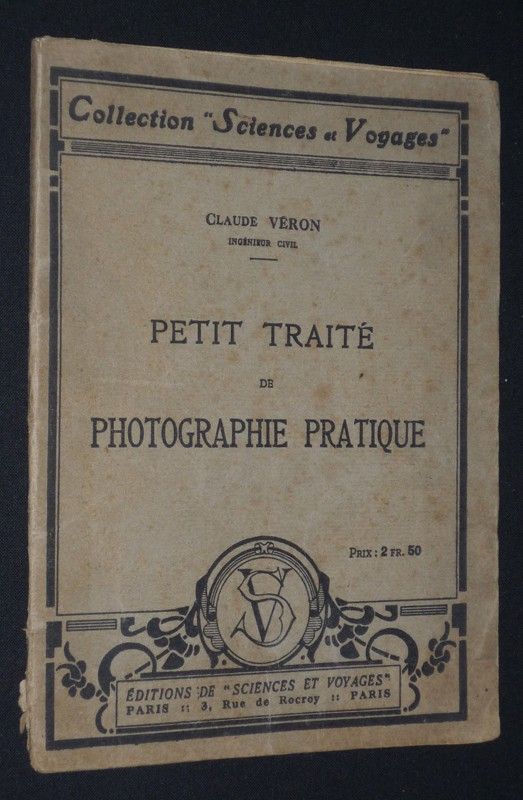 Collection "Sciences et Voyages"
CLAUDE VÉRON
INGÉNIEUR CIVIL
PETIT TRAITÉ
DE
PHOTOGRAPHIE PRATIQUE
PRIX : 2 FR. 50
SV
ÉDITIONS DE "SCIENCES ET VOYAGES"
PARIS :: 3, Rue de Rocroy :: PARIS